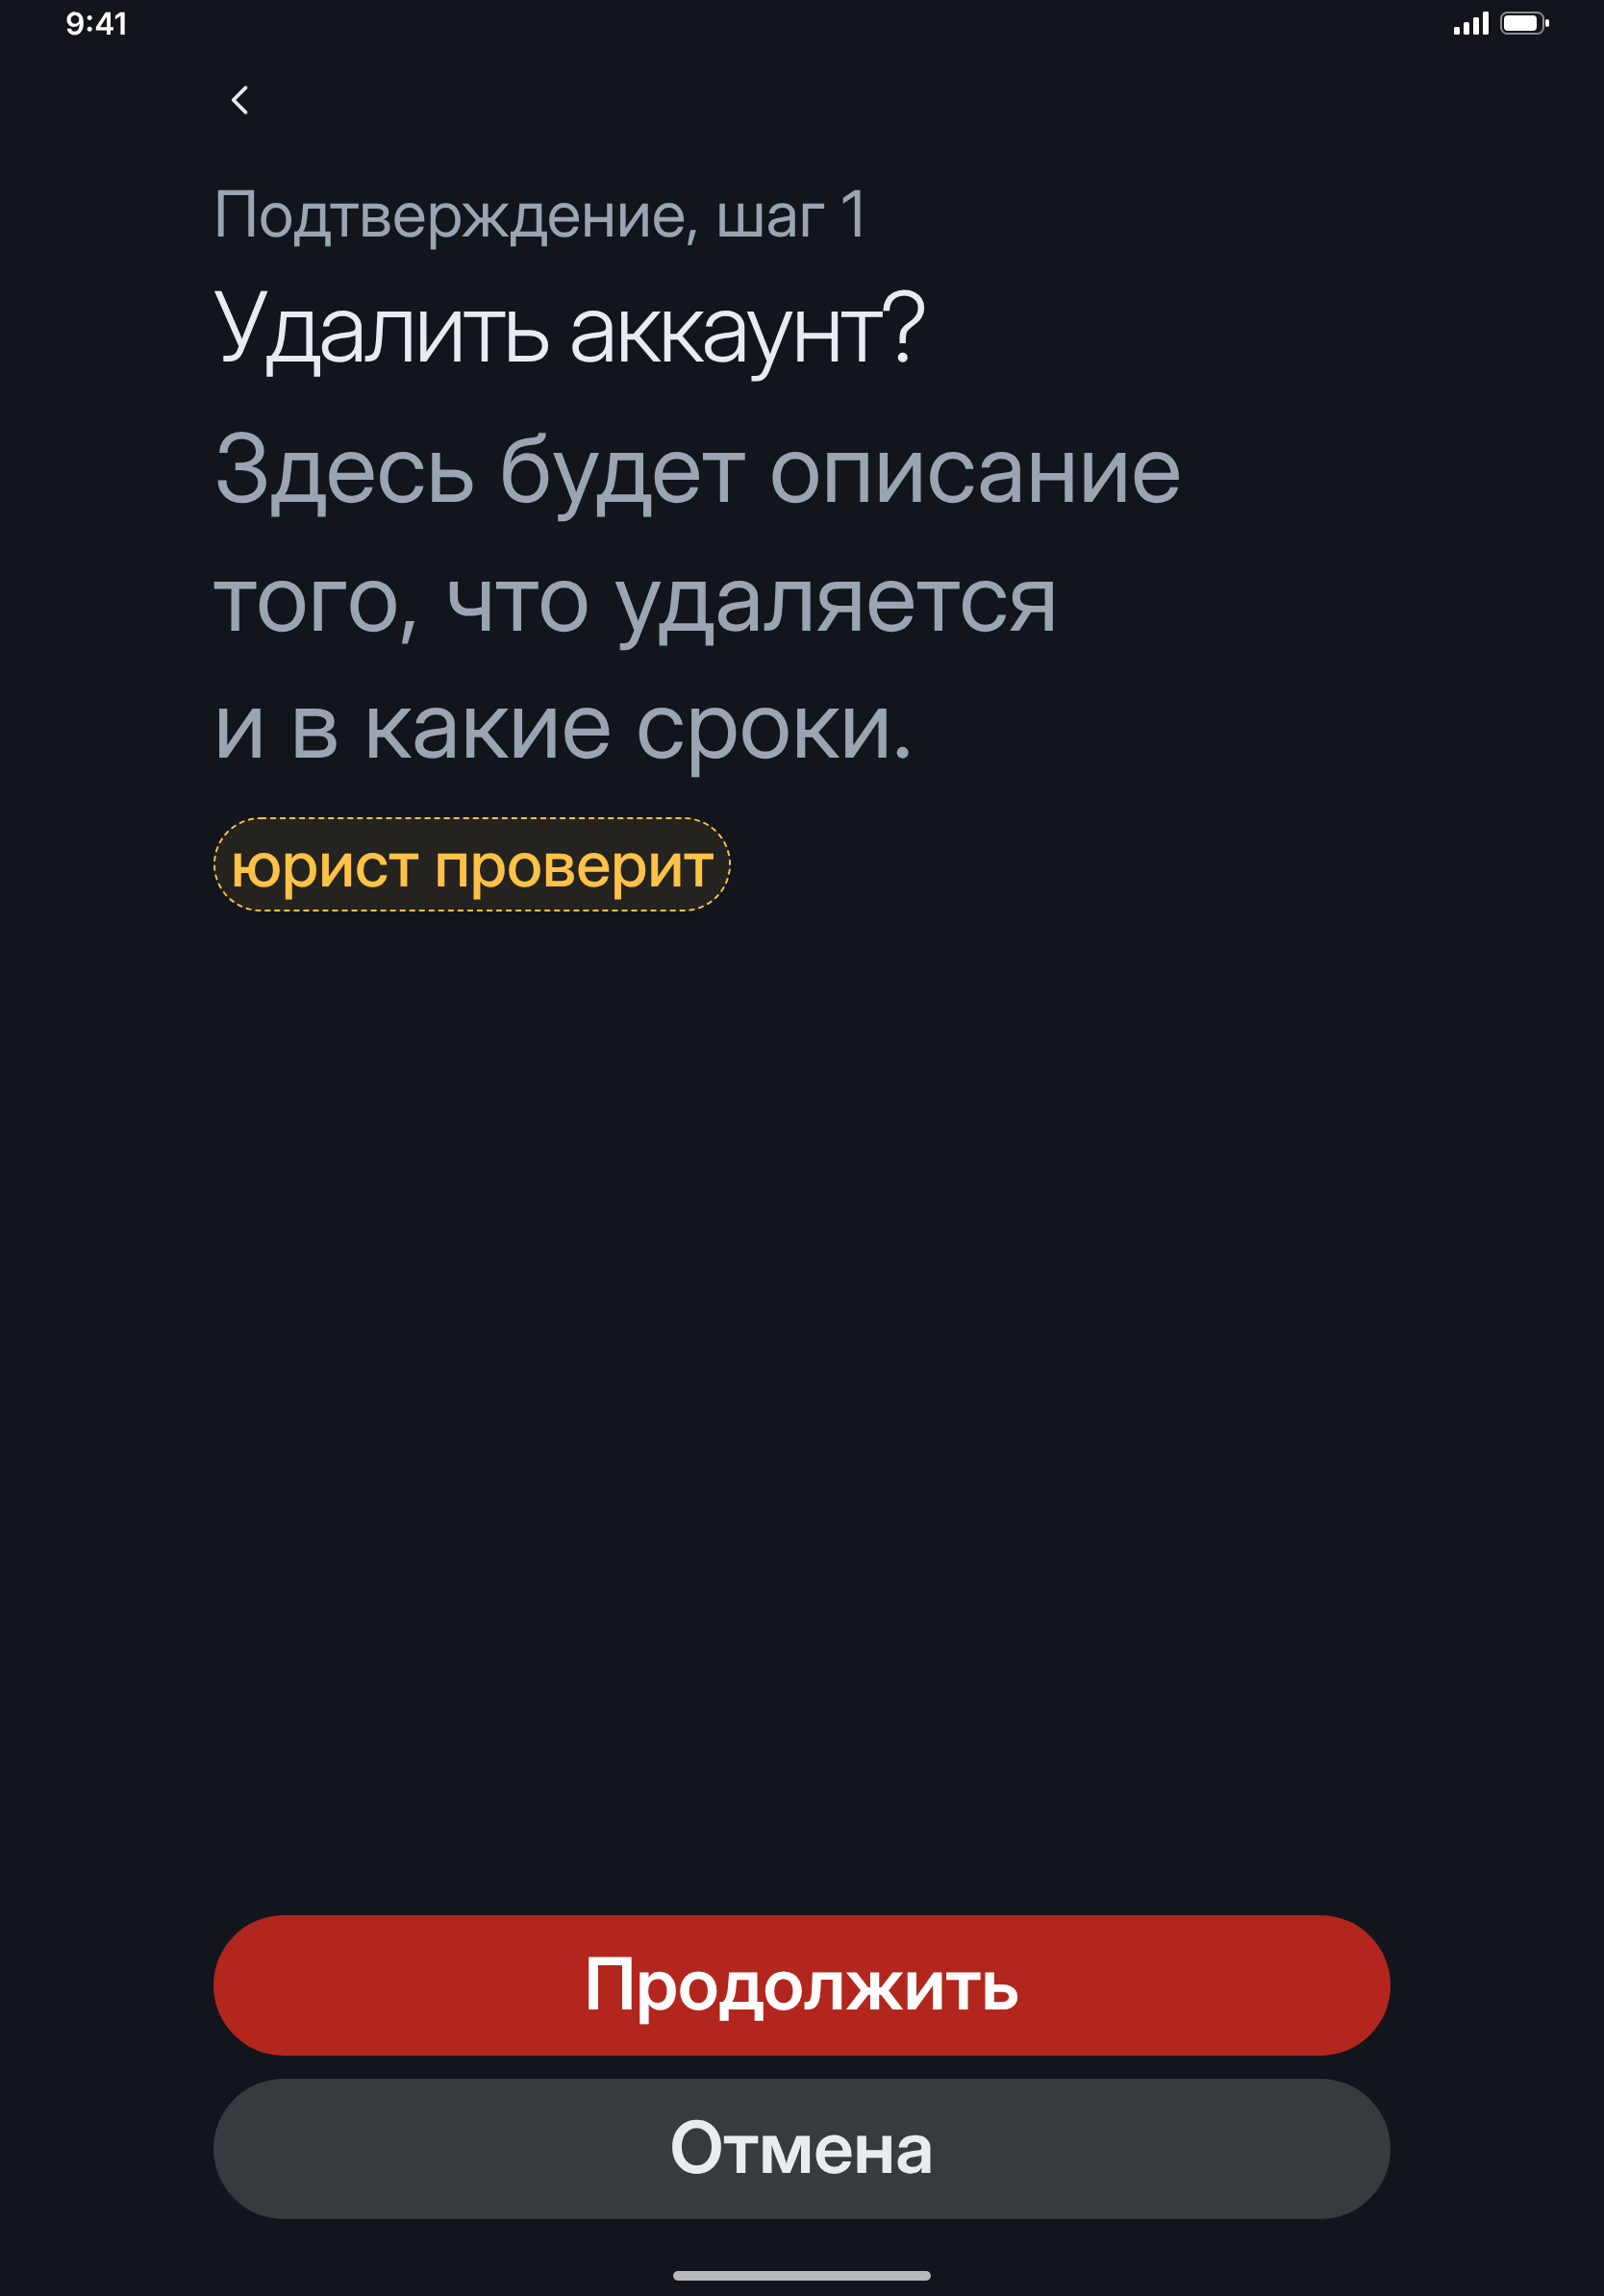 9:41
Подтверждение, шаг 1
Удалить аккаунт?
Здесь будет описание
того, что удаляется
и в какие сроки.
юрист проверит
Продолжить
Отмена